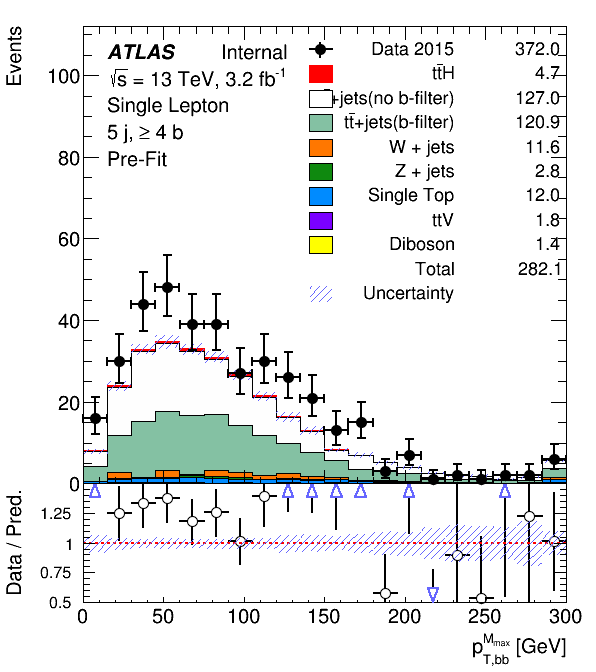 Events
ATLAS Internal
√s = 13 TeV, 3.2 fb⁻¹
Single Lepton
5 j, ≥ 4 b
Pre-Fit
Data 2015 372.0
tt̄H 4.7
+jets(no b-filter) 127.0
tt̄+jets(b-filter) 120.9
W + jets 11.6
Z + jets 2.8
Single Top 12.0
ttV 1.8
Diboson 1.4
Total 282.1
Uncertainty
100
80
60
40
20
0
Data / Pred.
1.25
1
0.75
0.5
0 50 100 150 200 250 300
p_{T,bb}^{M_{max}} [GeV]